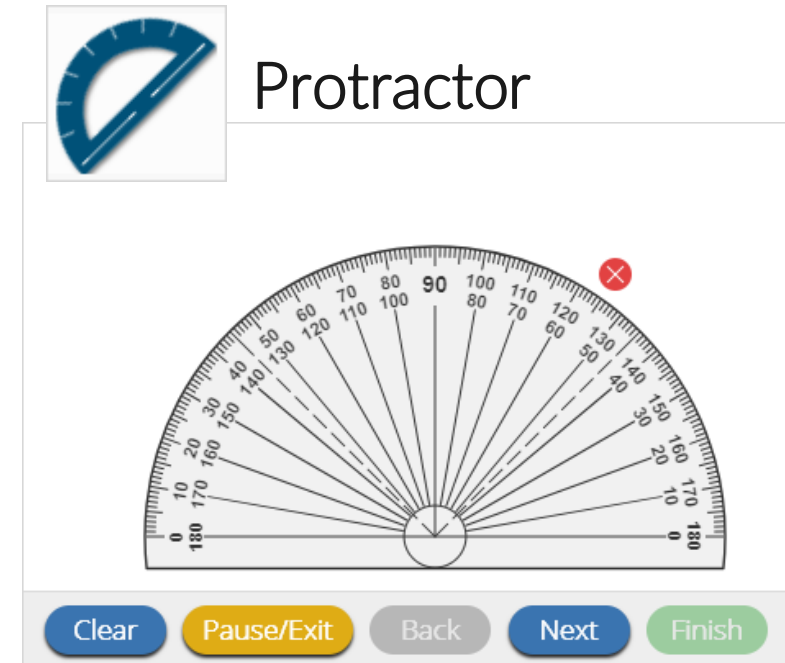 Protractor
0 10 20 30 40 50 60 70 80 90 100 110 120 130 140 150 160 170 180
180 170 160 150 140 130 120 110 100 80 70 60 50 40 30 20 10 0
Clear Pause/Exit Back Next Finish